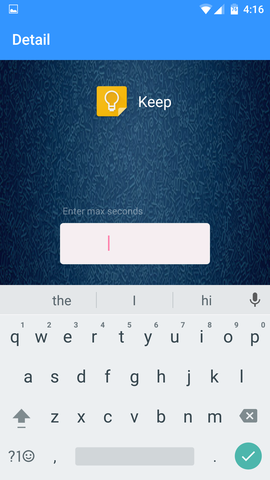 4:16
Detail
Keep
Enter max seconds
the I hi
1 2 3 4 5 6 7 8 9 0
q w e r t y u i o p
a s d f g h j k l
z x c v b n m
?1☺ , .